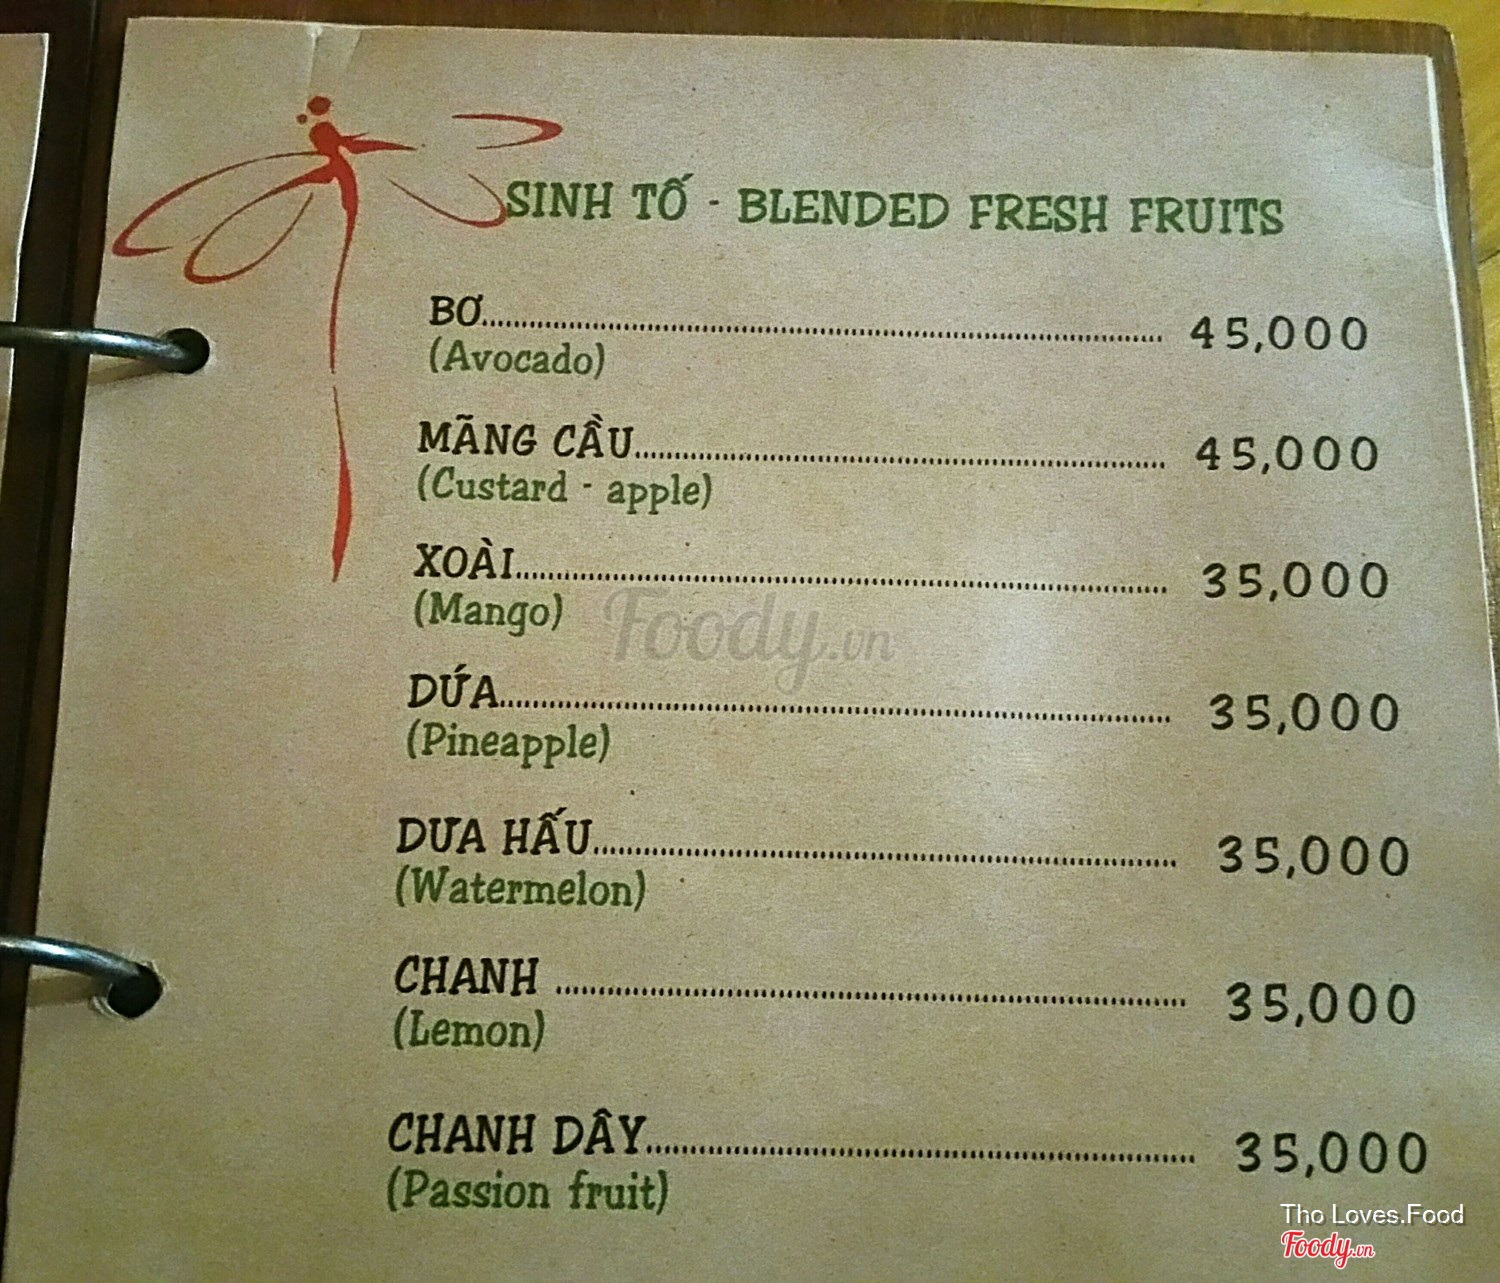 SINH TỐ - BLENDED FRESH FRUITS
BƠ........ 45,000
(Avocado)
MÃNG CẦU........ 45,000
(Custard - apple)
XOÀI........ 35,000
(Mango)
Foody.vn
DỨA........ 35,000
(Pineapple)
DƯA HẤU........ 35,000
(Watermelon)
CHANH ........ 35,000
(Lemon)
CHANH DÂY........ 35,000
(Passion fruit)
Tho Loves.Food
Foody.vn